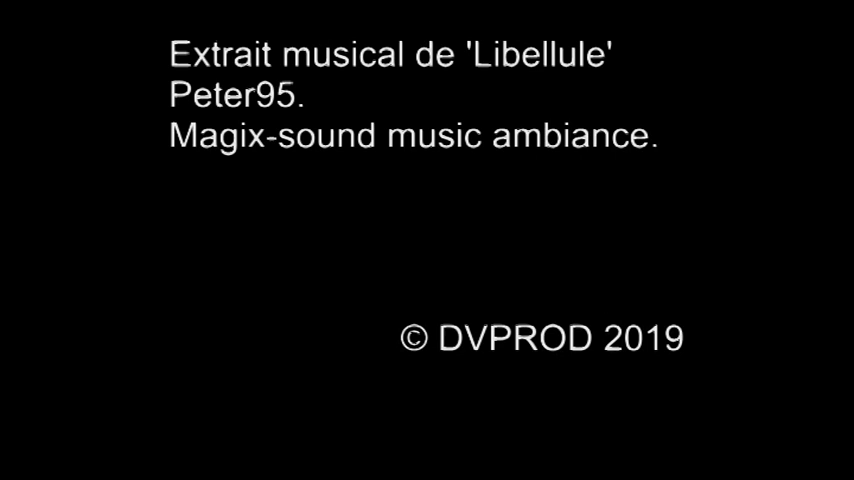 Extrait musical de 'Libellule'
Peter95.
Magix-sound music ambiance.
© DVPROD 2019